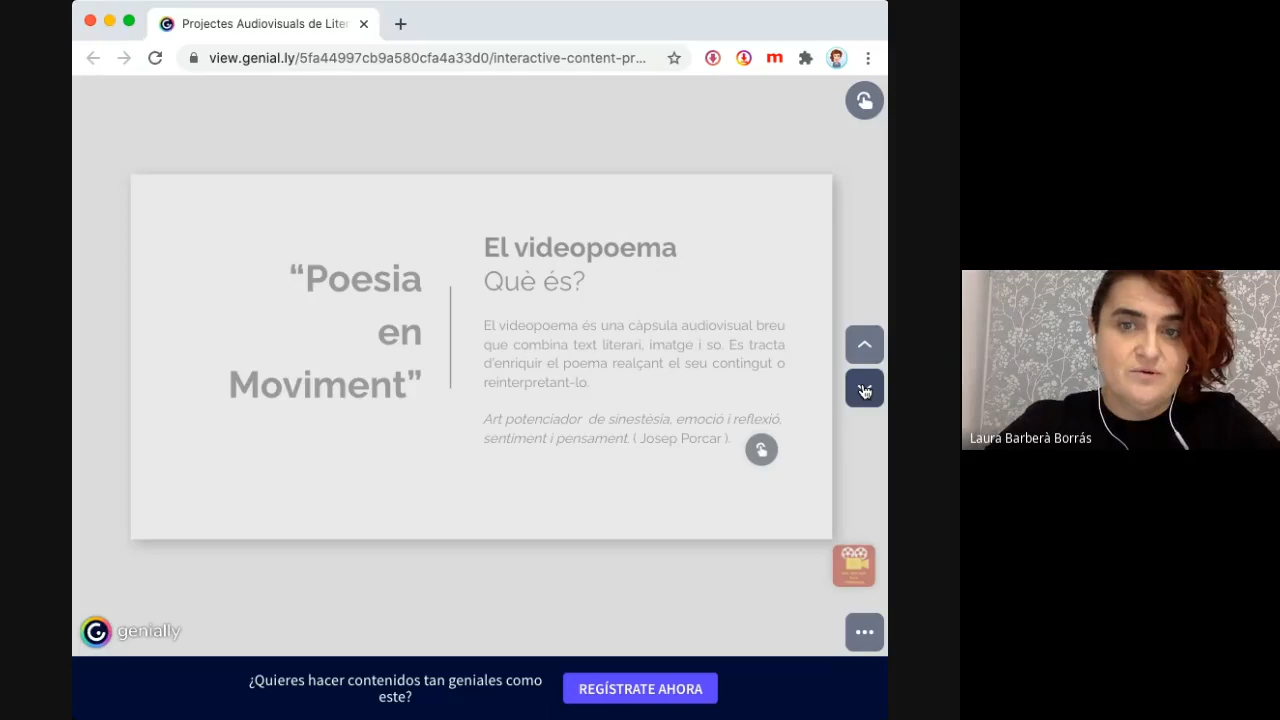 Projectes Audiovisuals de Liter
view.genial.ly/5fa44997cb9a580cfa4a33d0/interactive-content-pr...
“Poesia
en
Moviment”
El videopoema
Què és?
El videopoema és una càpsula audiovisual breu
que combina text literari, imatge i so. Es tracta
d'enriquir el poema realçant el seu contingut o
reinterpretant-lo.
Art potenciador de sinestèsia, emoció i reflexió,
sentiment i pensament. ( Josep Porcar ).
genially
¿Quieres hacer contenidos tan geniales como
este?
REGÍSTRATE AHORA
Laura Barberà Borrás